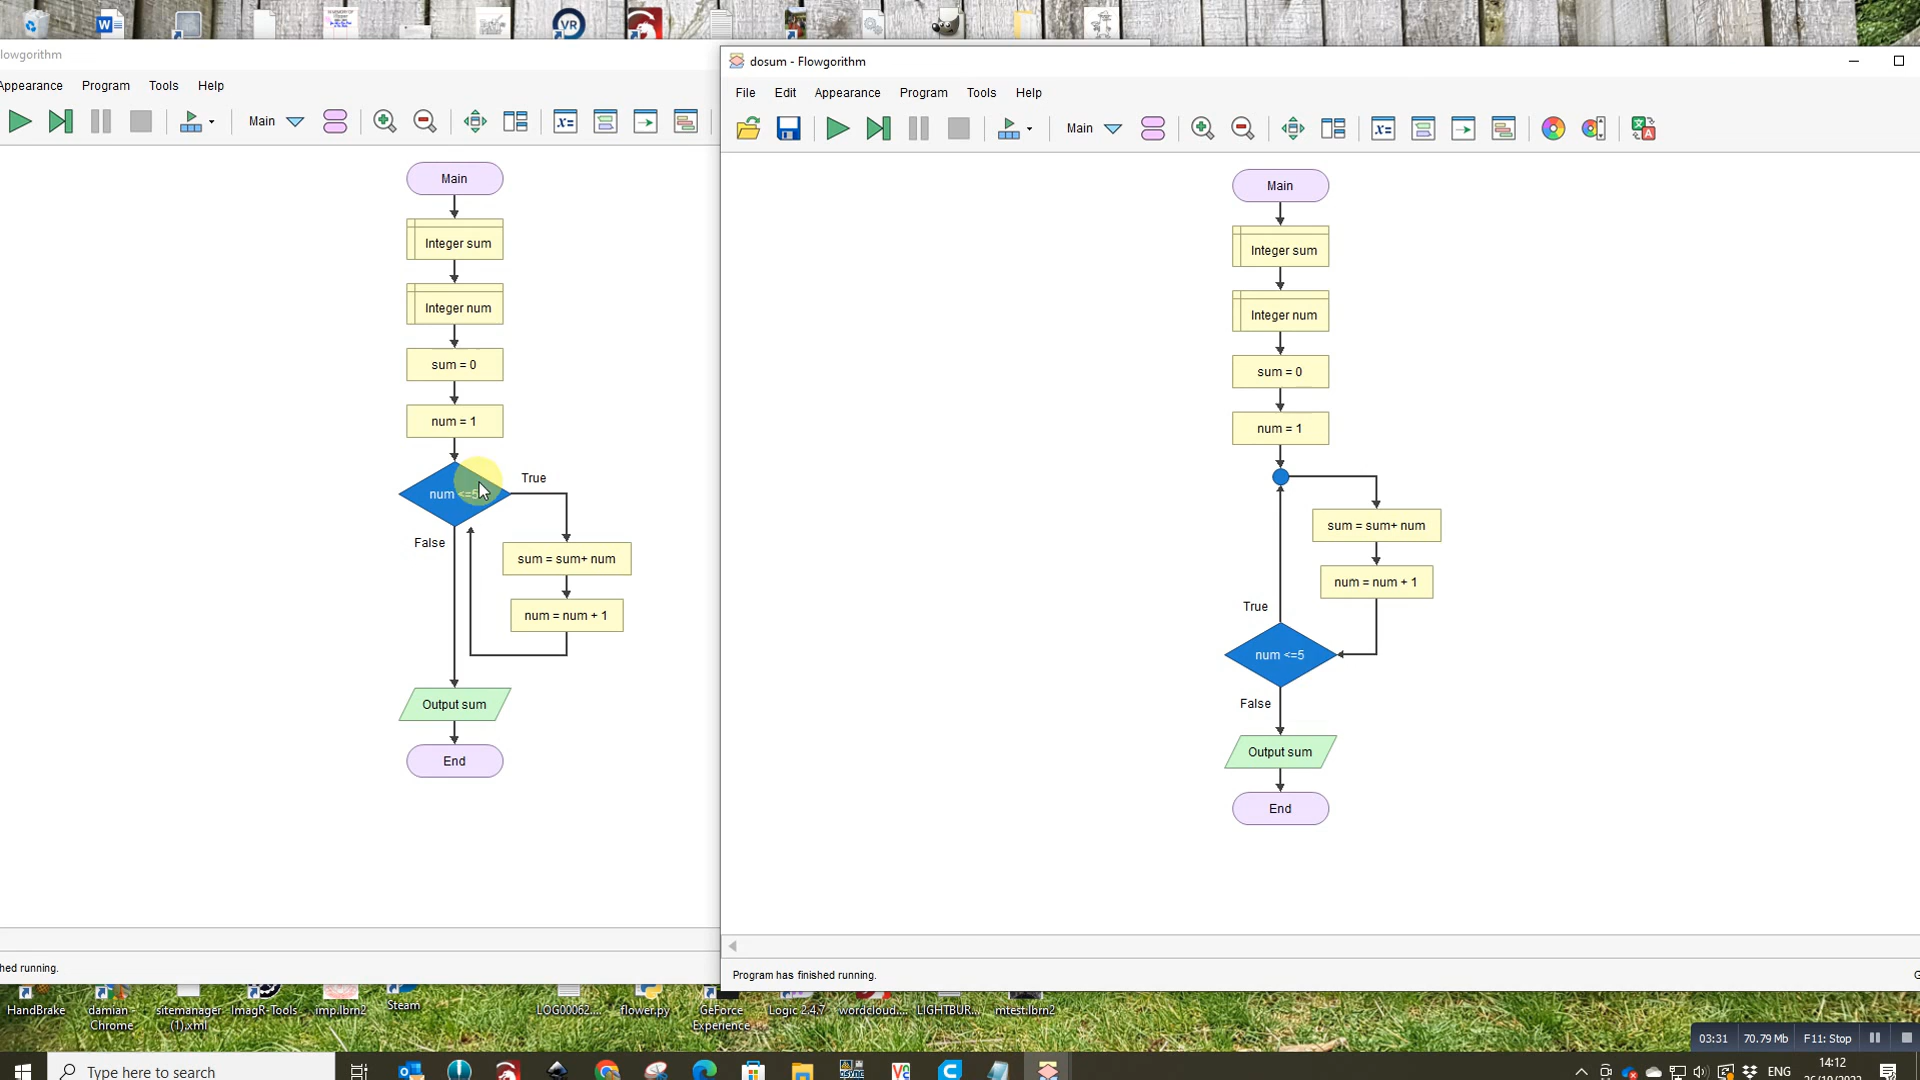 lowgorithm
Appearance Program Tools Help
Main
Main
Integer sum
Integer num
sum = 0
num = 1
num <=5
True
False
sum = sum+ num
num = num + 1
Output sum
End
hed running.
dosum - Flowgorithm
File Edit Appearance Program Tools Help
Main
Main
Integer sum
Integer num
sum = 0
num = 1
sum = sum+ num
num = num + 1
True
num <=5
False
Output sum
End
Program has finished running.
HandBrake
damian - Chrome
sitemanager (1).xml
ImagR-Tools
imp.lbrn2
Steam
LOG00062....
flower.py
GeForce Experience
Logic 2.4.7
wordcloud....
LIGHTBUR...
mtest.lbrn2
03:31 70.79 Mb F11: Stop
Type here to search
ENG
14:12